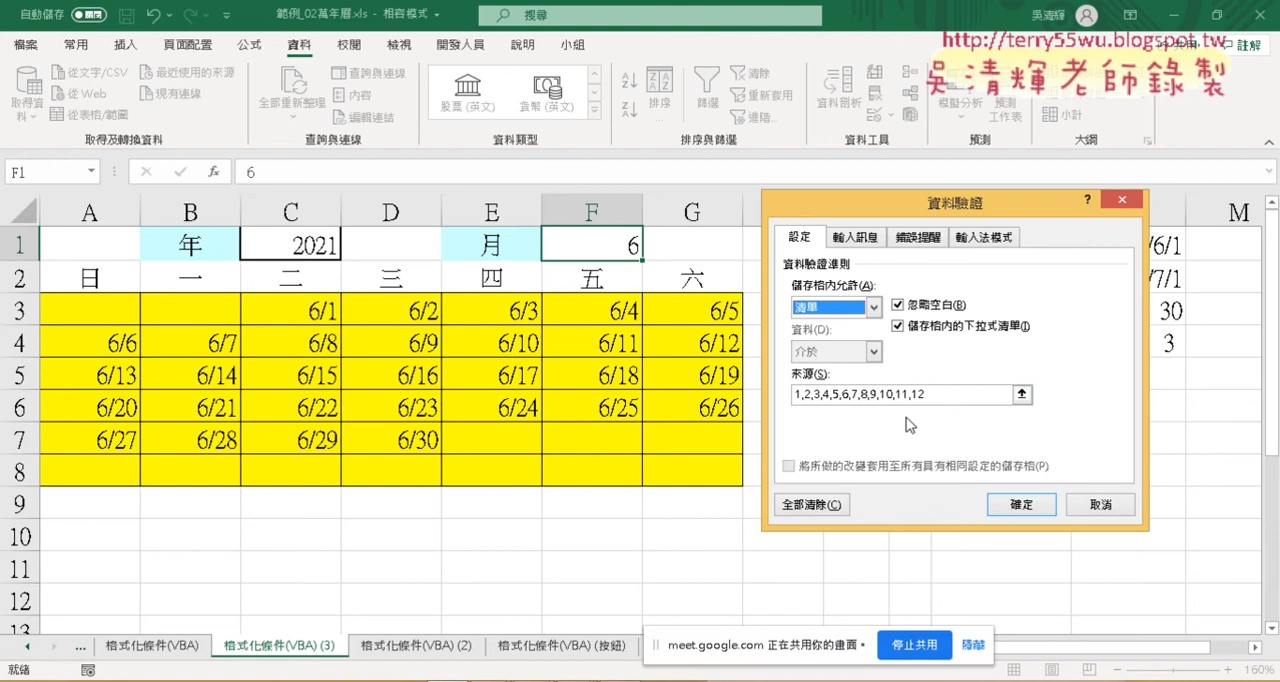 自動儲存
範例_02萬年曆.xls - 相容模式
搜尋
吳清輝
檔案 常用 插入 頁面配置 公式 資料 校閱 檢視 開發人員 說明 小組
共用 註解
http://terry55wu.blogspot.tw
吳清輝老師錄製
取得資料
從文字/CSV
從 Web
從表格/範圍
最近使用的來源
現有連線
取得及轉換資料
全部重新整理
查詢與連線
內容
編輯連結
查詢與連線
股票 (英文)
貨幣 (英文)
資料類型
排序
篩選
清除
重新套用
進階...
排序與篩選
資料剖析
資料工具
模擬分析
預測
工作表
預測
小計
大綱
F1
fx
6
A B C D E F G M
1 年 2021 月 6 /6/1
2 日 一 二 三 四 五 六 /7/1
3 6/1 6/2 6/3 6/4 6/5 30
4 6/6 6/7 6/8 6/9 6/10 6/11 6/12 3
5 6/13 6/14 6/15 6/16 6/17 6/18 6/19
6 6/20 6/21 6/22 6/23 6/24 6/25 6/26
7 6/27 6/28 6/29 6/30
8
9
10
11
12
13
資料驗證
?
設定 輸入訊息 錯誤提醒 輸入法模式
資料驗證準則
儲存格內允許(A):
清單
忽略空白(B)
儲存格內的下拉式清單(I)
資料(D):
介於
來源(S):
1,2,3,4,5,6,7,8,9,10,11,12
將所做的改變套用至所有具有相同設定的儲存格(P)
全部清除(C) 確定 取消
... 格式化條件(VBA) 格式化條件(VBA) (3) 格式化條件(VBA) (2) 格式化條件(VBA) (按鈕)
meet.google.com 正在共用你的畫面。 停止共用 隱藏
就緒
160%